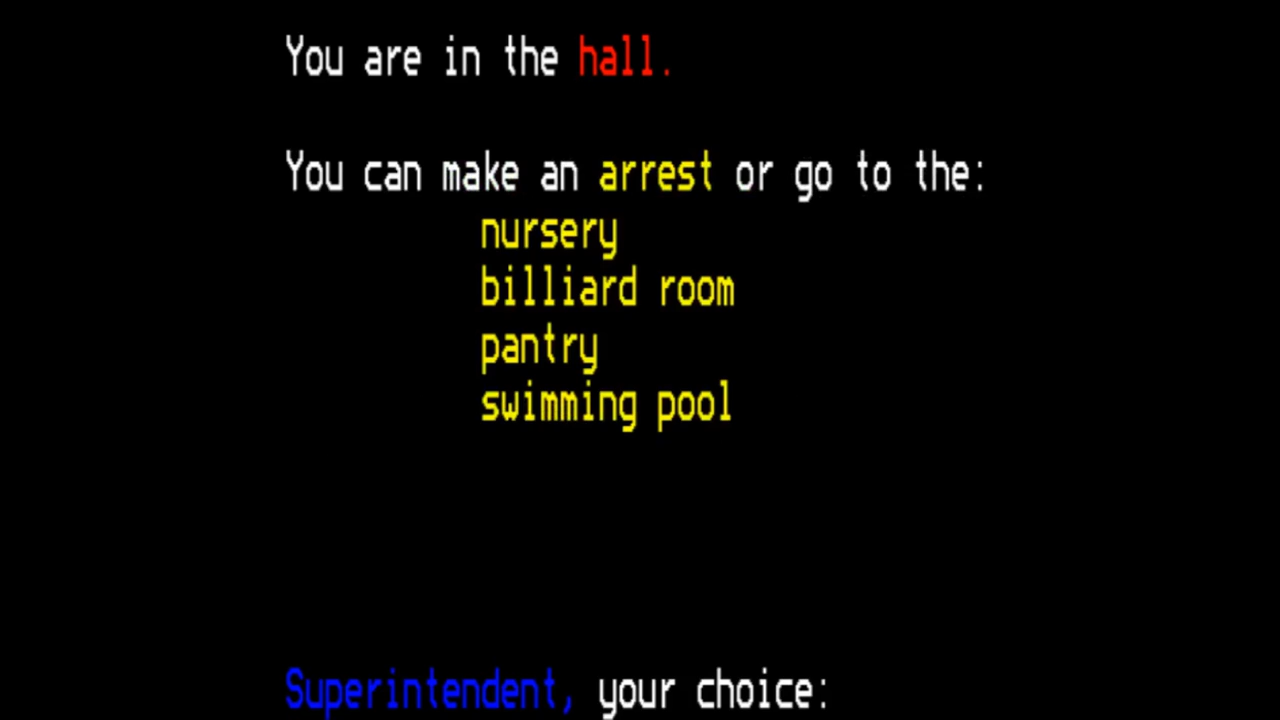 You are in the hall.
You can make an arrest or go to the:
nursery
billiard room
pantry
swimming pool
Superintendent, your choice: